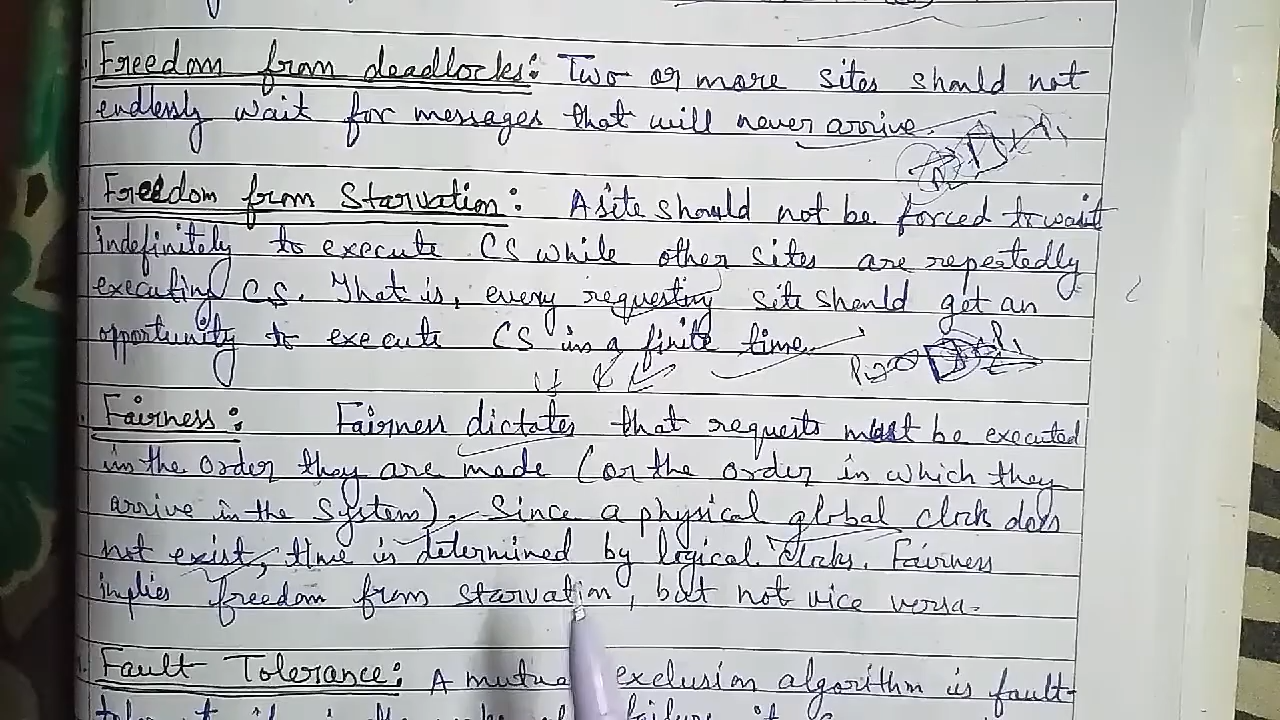 Freedom from deadlocks: Two or more sites should not
endlessly wait for messages that will never arrive.
Freedom from Starvation: A site should not be forced to wait
indefinitely to execute CS while other sites are repeatedly
executing CS. That is, every requesting site should get an
opportunity to execute CS in a finite time.
Fairness: Fairness dictates that requests must be executed
in the order they are made (or the order in which they
arrive in the system). Since a physical global clock does
not exist, time is determined by logical clocks. Fairness
implies freedom from starvation, but not vice versa.
Fault Tolerance: A mutual exclusion algorithm is fault-